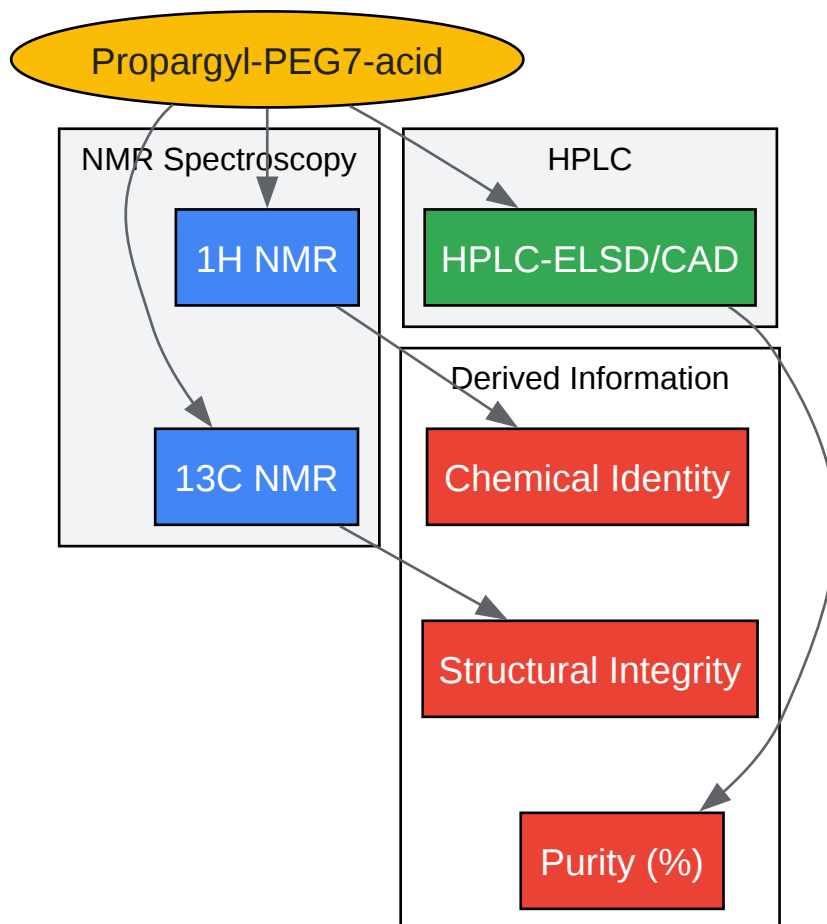 Propargyl-PEG7-acid
NMR Spectroscopy
HPLC
1H NMR
HPLC-ELSD/CAD
Derived Information
13C NMR
Chemical Identity
Structural Integrity
Purity (%)